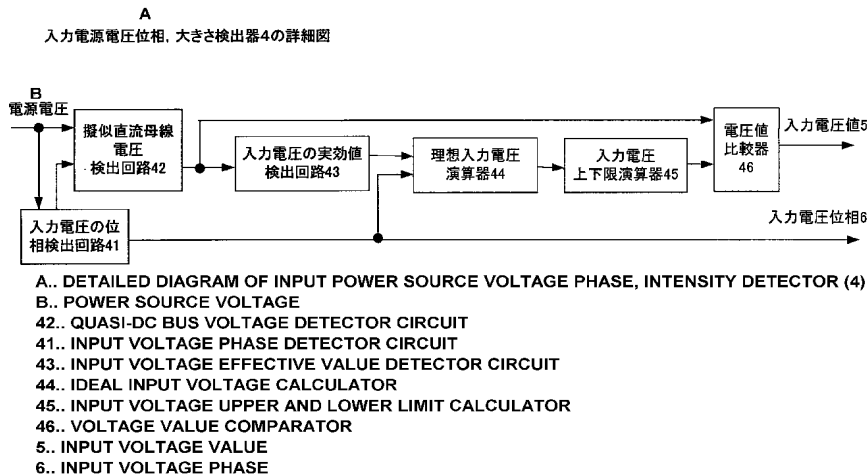 A
入力電源電圧位相, 大きさ検出器4の詳細図
B
電源電圧
擬似直流母線
電圧
検出回路42
入力電圧の実効値
検出回路43
理想入力電圧
演算器44
入力電圧
上下限演算器45
電圧値
比較器
46
入力電圧値5
入力電圧の位
相検出回路41
入力電圧位相6
A.. DETAILED DIAGRAM OF INPUT POWER SOURCE VOLTAGE PHASE, INTENSITY DETECTOR (4)
B.. POWER SOURCE VOLTAGE
42.. QUASI-DC BUS VOLTAGE DETECTOR CIRCUIT
41.. INPUT VOLTAGE PHASE DETECTOR CIRCUIT
43.. INPUT VOLTAGE EFFECTIVE VALUE DETECTOR CIRCUIT
44.. IDEAL INPUT VOLTAGE CALCULATOR
45.. INPUT VOLTAGE UPPER AND LOWER LIMIT CALCULATOR
46.. VOLTAGE VALUE COMPARATOR
5.. INPUT VOLTAGE VALUE
6.. INPUT VOLTAGE PHASE